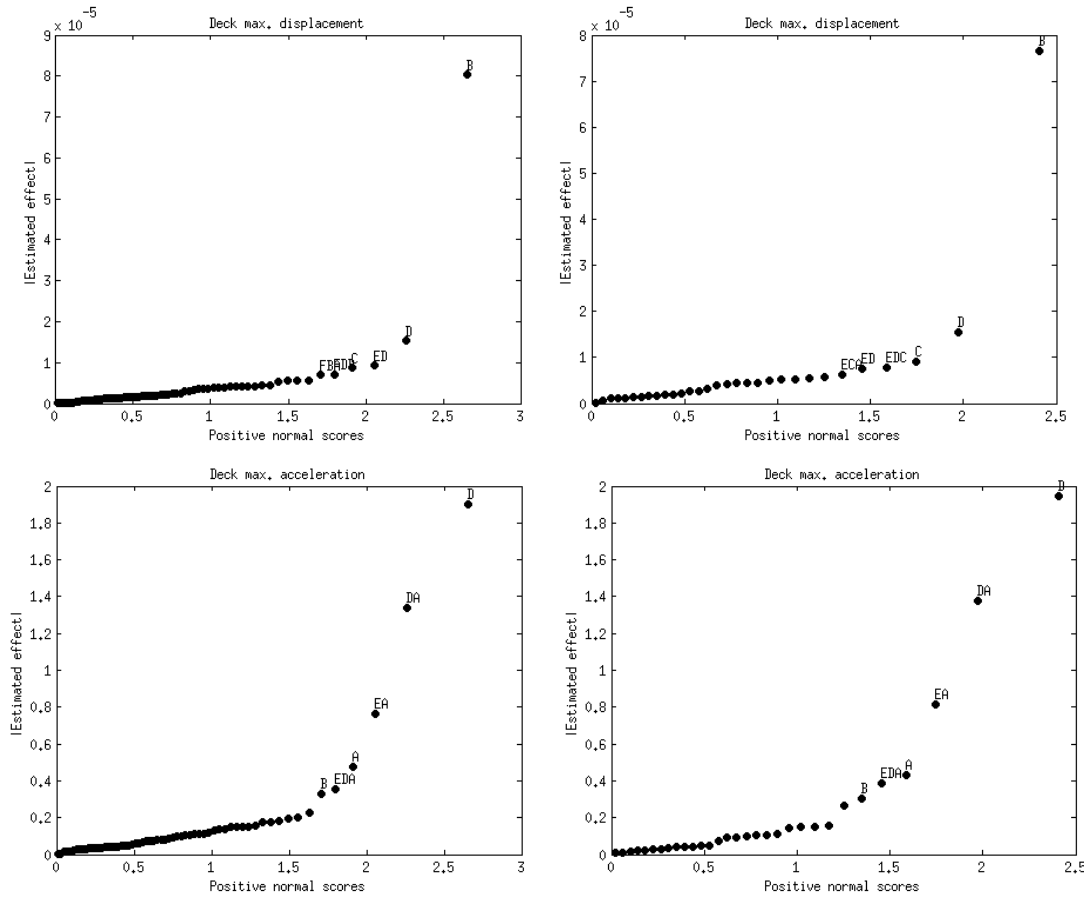 x 10
-5
Deck max. displacement
9
8
7
6
5
4
3
2
1
0
|Estimated effect|
B
D
ED
C
EBA
0 0.5 1 1.5 2 2.5 3
Positive normal scores
x 10
-5
Deck max. displacement
8
7
6
5
4
3
2
1
0
|Estimated effect|
B
D
C
EDC
ED
ECA
0 0.5 1 1.5 2 2.5
Positive normal scores
Deck max. acceleration
2
1.8
1.6
1.4
1.2
1
0.8
0.6
0.4
0.2
0
|Estimated effect|
D
DA
EA
A
EDA
B
0 0.5 1 1.5 2 2.5 3
Positive normal scores
Deck max. acceleration
2
1.8
1.6
1.4
1.2
1
0.8
0.6
0.4
0.2
0
|Estimated effect|
D
DA
EA
A
EDA
B
0 0.5 1 1.5 2 2.5
Positive normal scores